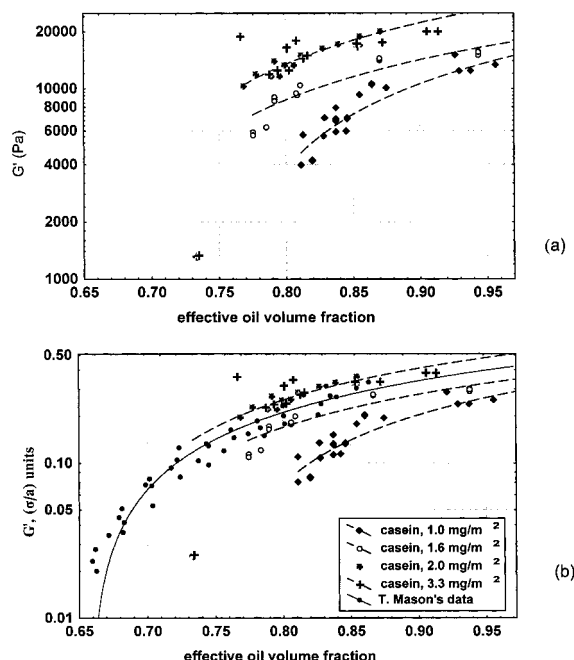 (a)
20000
10000
8000
6000
4000
1000
G' (Pa)
0.65 0.70 0.75 0.80 0.85 0.90 0.95
effective oil volume fraction
(b)
0.50
0.10
0.05
0.01
G', (σ/a) units
casein, 1.0 mg/m 2
casein, 1.6 mg/m 2
casein, 2.0 mg/m 2
casein, 3.3 mg/m 2
T. Mason's data
0.65 0.70 0.75 0.80 0.85 0.90 0.95
effective oil volume fraction